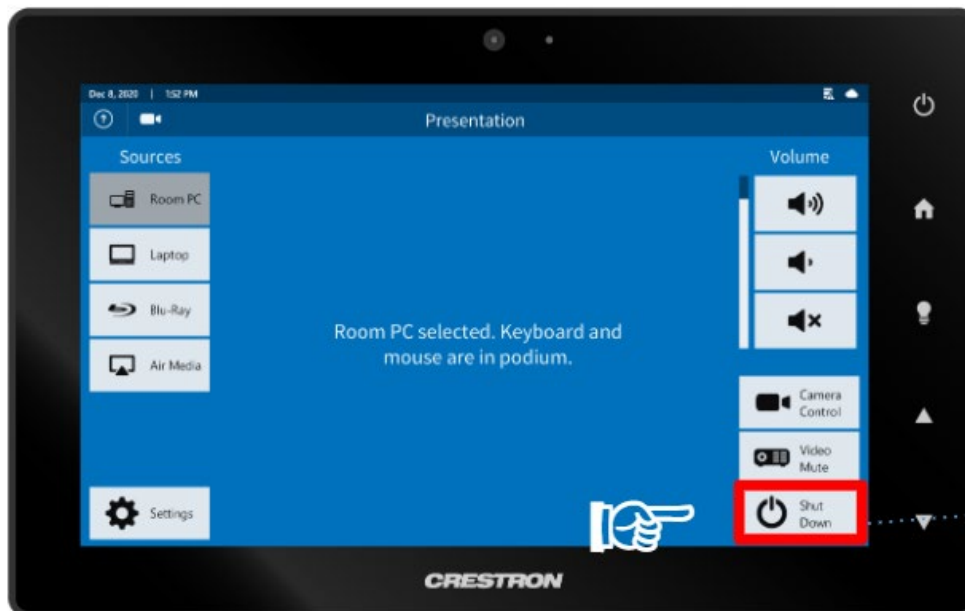 Dec 8, 2020 | 1:52 PM
Presentation
Sources
Volume
Room PC
Laptop
Blu-Ray
Air Media
Room PC selected. Keyboard and
mouse are in podium.
Camera
Control
Video
Mute
Settings
Shut
Down
CRESTRON